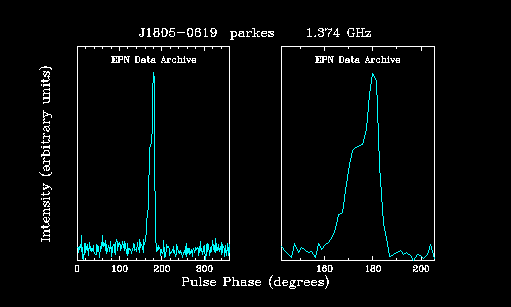 J1805-0619 parkes 1.374 GHz
EPN Data Archive EPN Data Archive
Intensity (arbitrary units)
0 100 200 300 160 180 200
Pulse Phase (degrees)